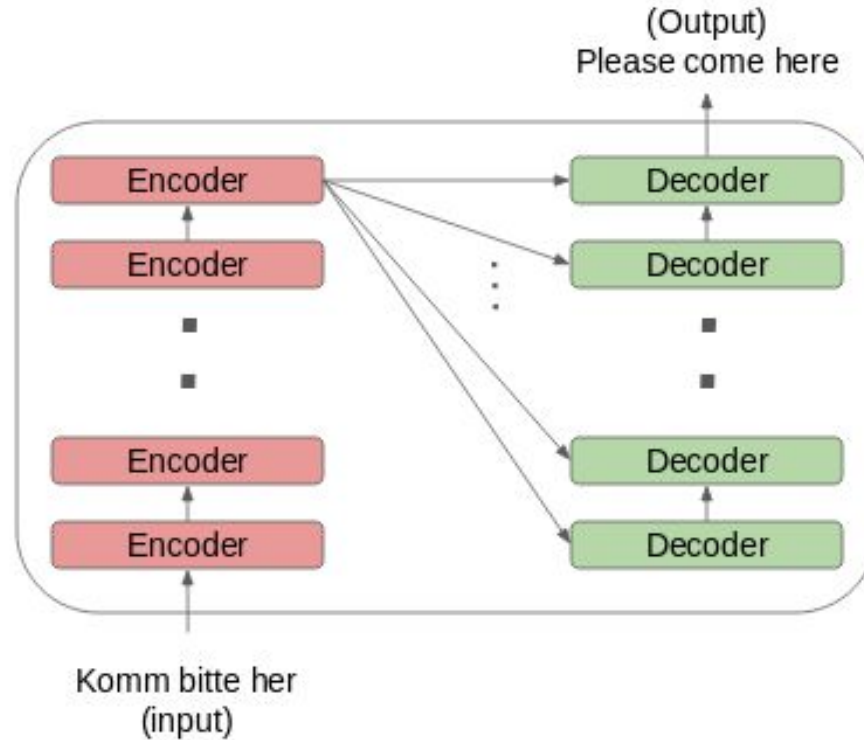 (Output)
Please come here
Encoder
Decoder
Encoder
Decoder
Encoder
Decoder
Encoder
Decoder
Komm bitte her
(input)